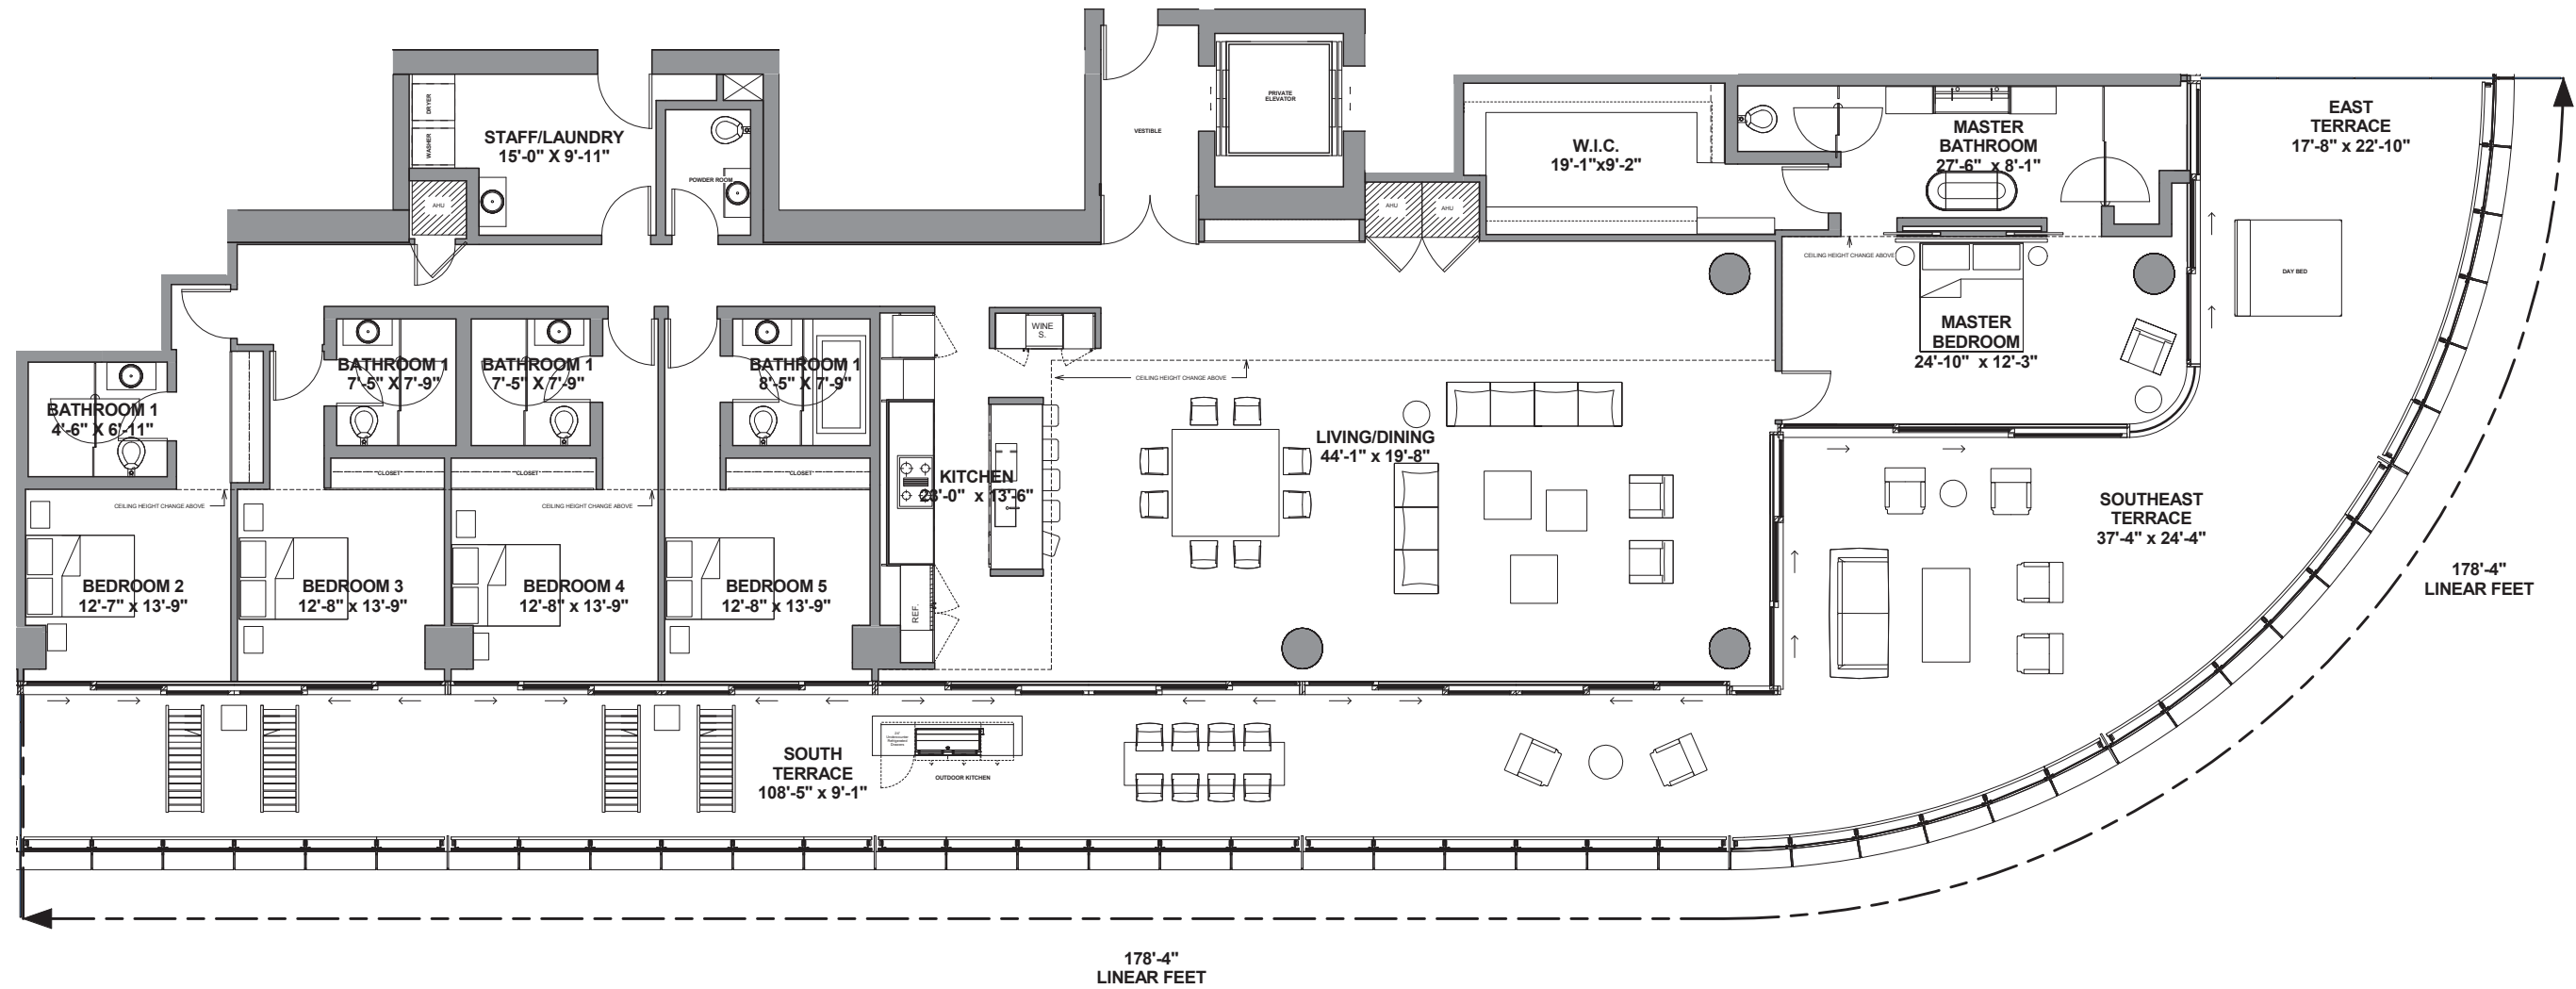 PRIVATE
ELEVATOR
VESTIBLE
DRYER
WASHER
STAFF/LAUNDRY
15'-0" X 9'-11"
POWDER ROOM
AHU
AHU
AHU
W.I.C.
19'-1"x9'-2"
MASTER
BATHROOM
27'-6" x 8'-1"
EAST
TERRACE
17'-8" x 22'-10"
CEILING HEIGHT CHANGE ABOVE
DAY BED
MASTER
BEDROOM
24'-10" x 12'-3"
WINE
S.
CEILING HEIGHT CHANGE ABOVE
BATHROOM 1
4'-6" X 6'-11"
BATHROOM 1
7'-5" X 7'-9"
BATHROOM 1
7'-5" X 7'-9"
BATHROOM 1
8'-5" X 7'-9"
CLOSET
CLOSET
CLOSET
KITCHEN
23'-0" x 13'-6"
LIVING/DINING
44'-1" x 19'-8"
CEILING HEIGHT CHANGE ABOVE
CEILING HEIGHT CHANGE ABOVE
SOUTHEAST
TERRACE
37'-4" x 24'-4"
BEDROOM 2
12'-7" x 13'-9"
BEDROOM 3
12'-8" x 13'-9"
BEDROOM 4
12'-8" x 13'-9"
BEDROOM 5
12'-8" x 13'-9"
REF.
178'-4"
LINEAR FEET
SOUTH
TERRACE
108'-5" x 9'-1"
OUTDOOR KITCHEN
178'-4"
LINEAR FEET